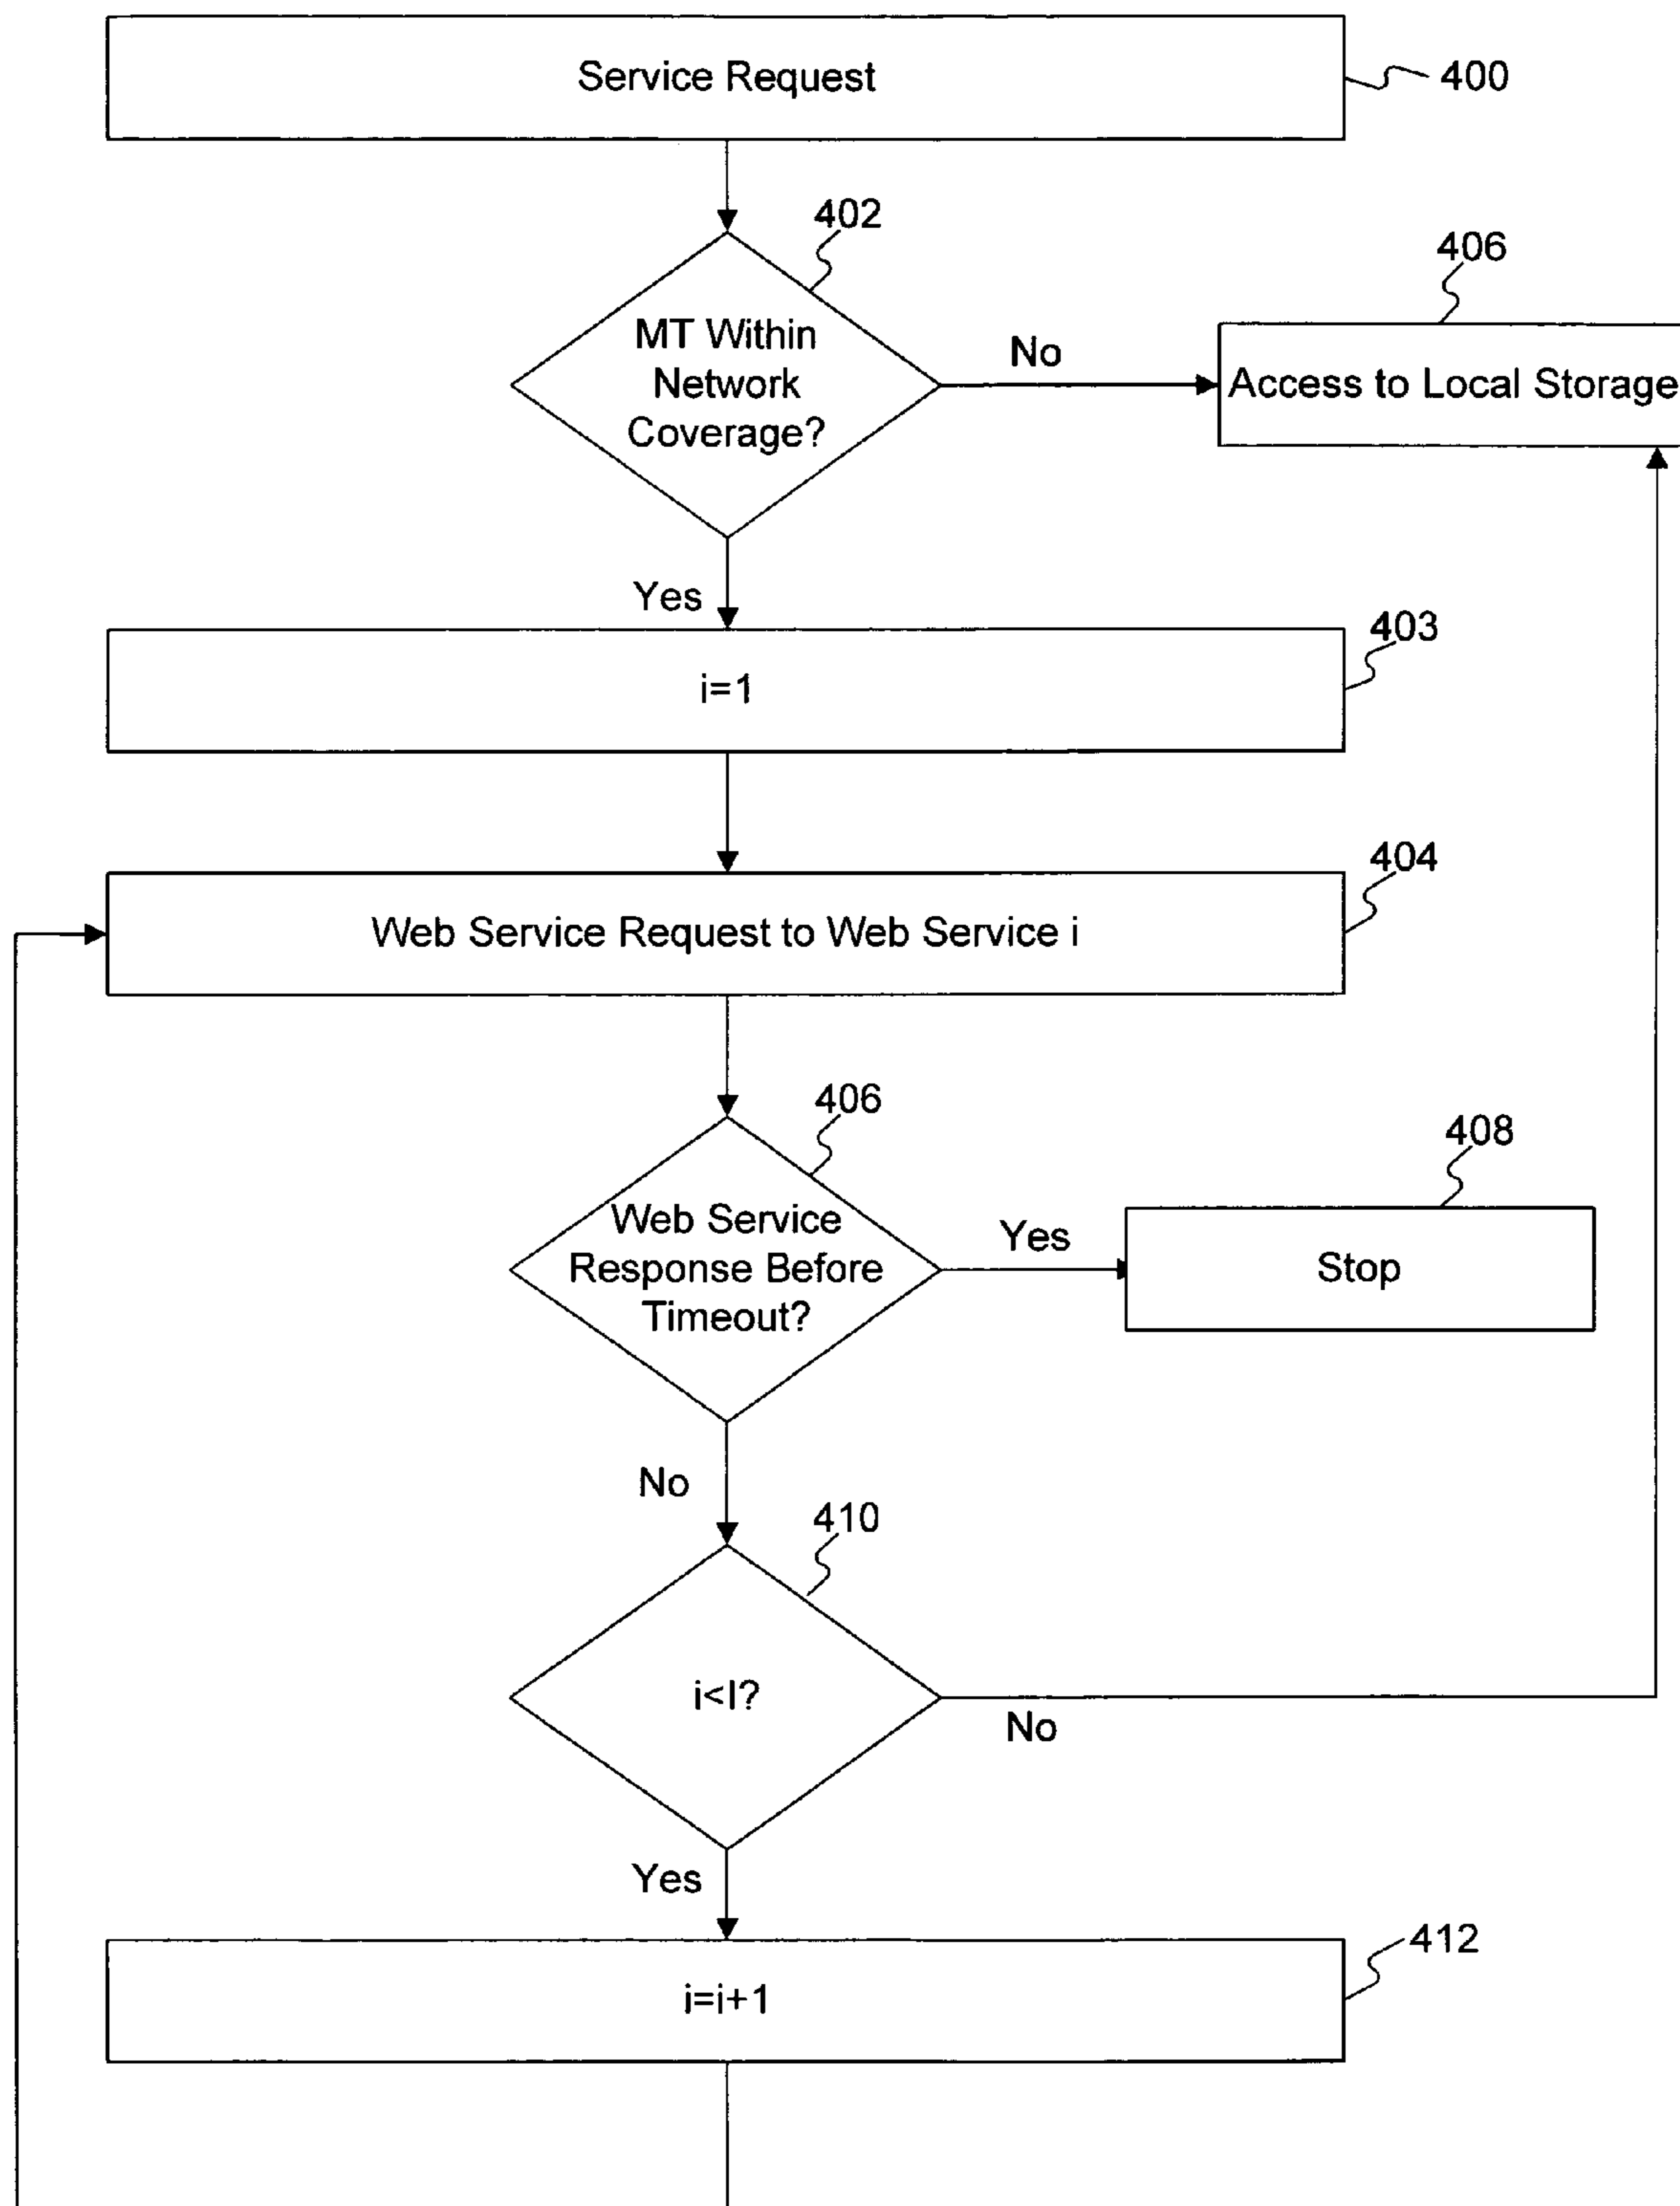 Service Request
400
402
MT Within
Network
Coverage?
No
406
Access to Local Storage
Yes
403
i=1
404
Web Service Request to Web Service i
406
Web Service
Response Before
Timeout?
Yes
408
Stop
No
410
i<I?
No
Yes
412
i=i+1